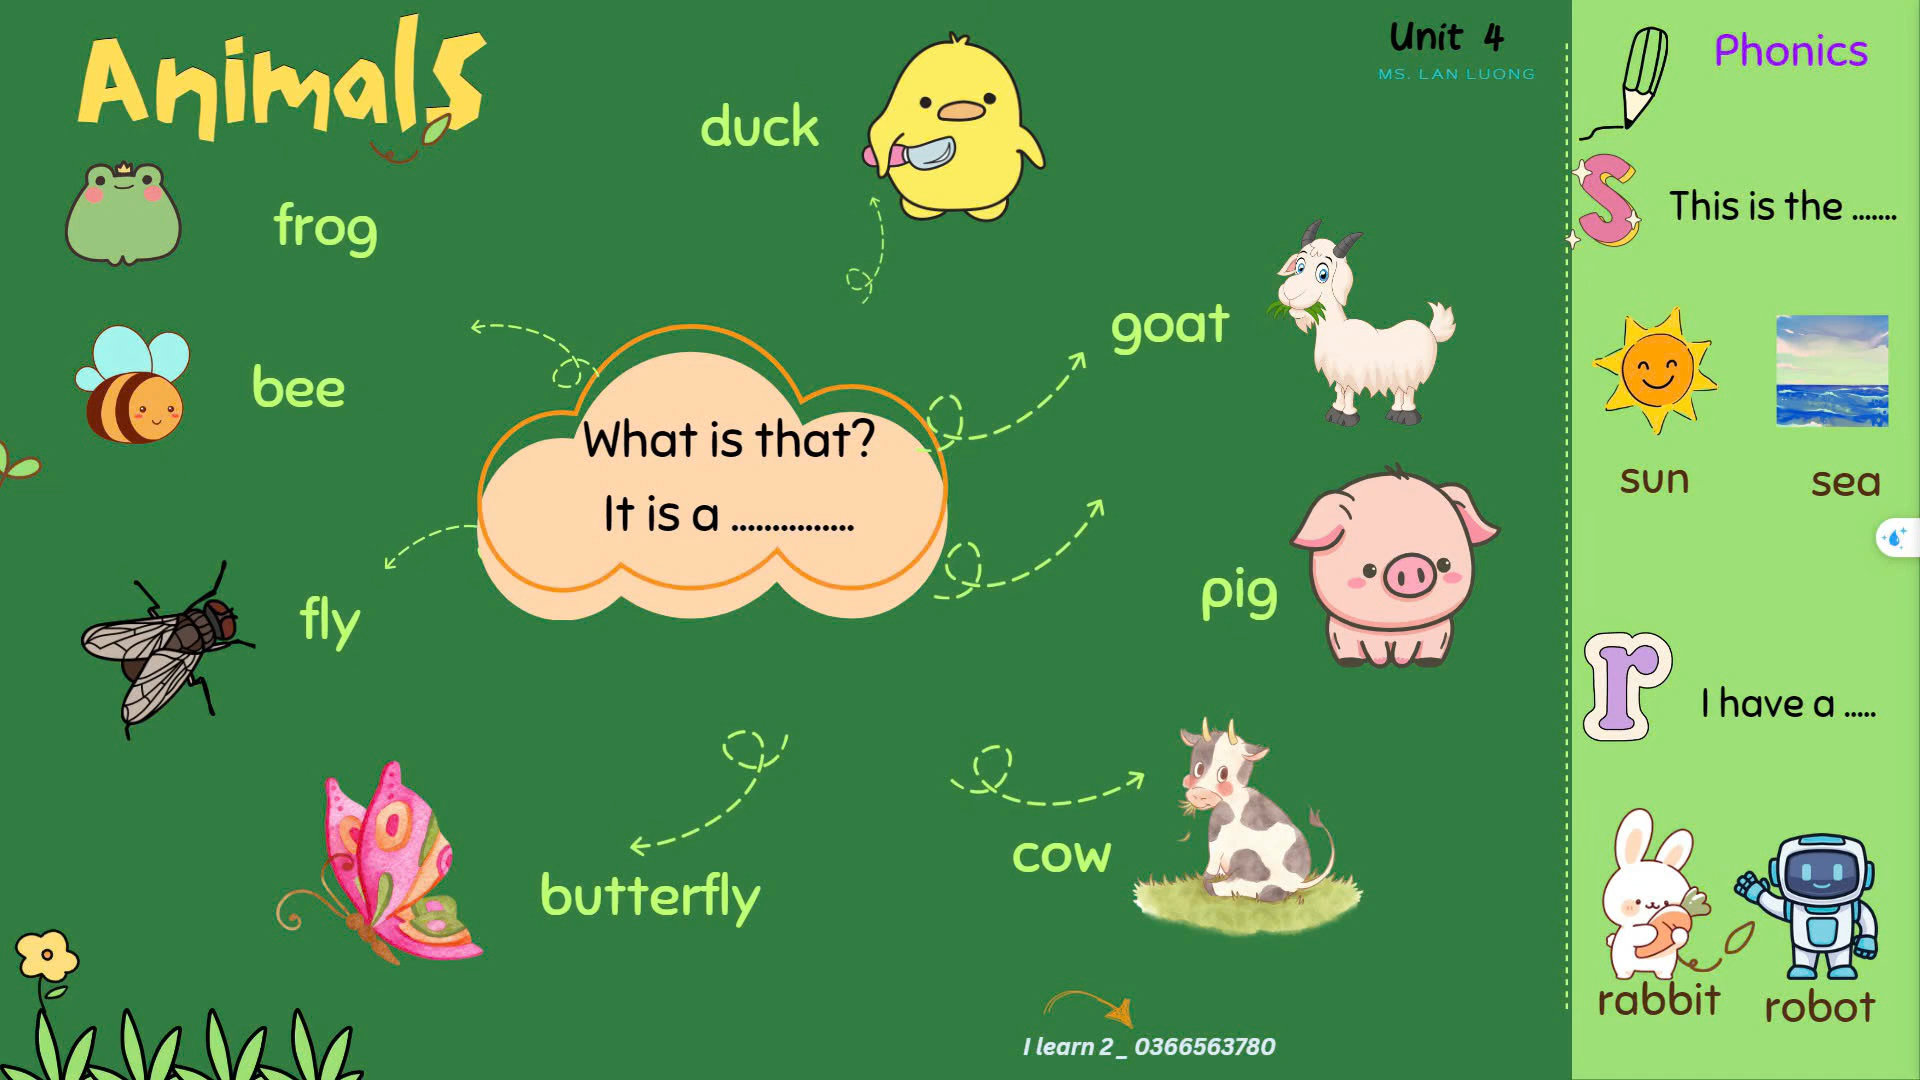 Animals
Unit 4
MS. LAN LUONG
duck
frog
goat
bee
What is that?
It is a ...............
pig
fly
cow
butterfly
I learn 2_ 0366563780
Phonics
S
This is the .......
sun
sea
r
I have a .....
rabbit
robot